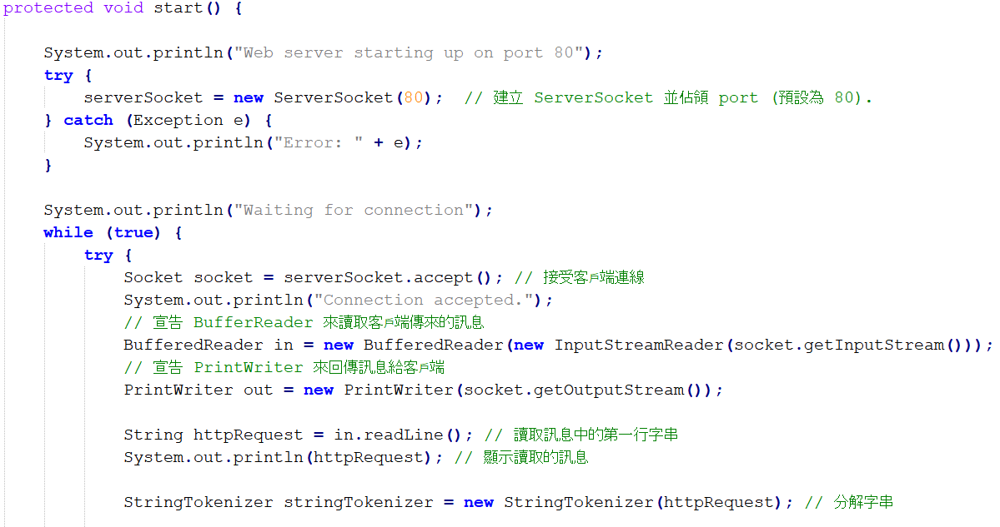 protected void start() {
System.out.println("Web server starting up on port 80");
try {
serverSocket = new ServerSocket(80);  // 建立 ServerSocket 並佔領 port (預設為 80).
} catch (Exception e) {
System.out.println("Error: " + e);
}
System.out.println("Waiting for connection");
while (true) {
try {
Socket socket = serverSocket.accept(); // 接受客戶端連線
System.out.println("Connection accepted.");
// 宣告 BufferReader 來讀取客戶端傳來的訊息
BufferedReader in = new BufferedReader(new InputStreamReader(socket.getInputStream()));
// 宣告 PrintWriter 來回傳訊息給客戶端
PrintWriter out = new PrintWriter(socket.getOutputStream());
String httpRequest = in.readLine(); // 讀取訊息中的第一行字串
System.out.println(httpRequest); // 顯示讀取的訊息
StringTokenizer stringTokenizer = new StringTokenizer(httpRequest); // 分解字串